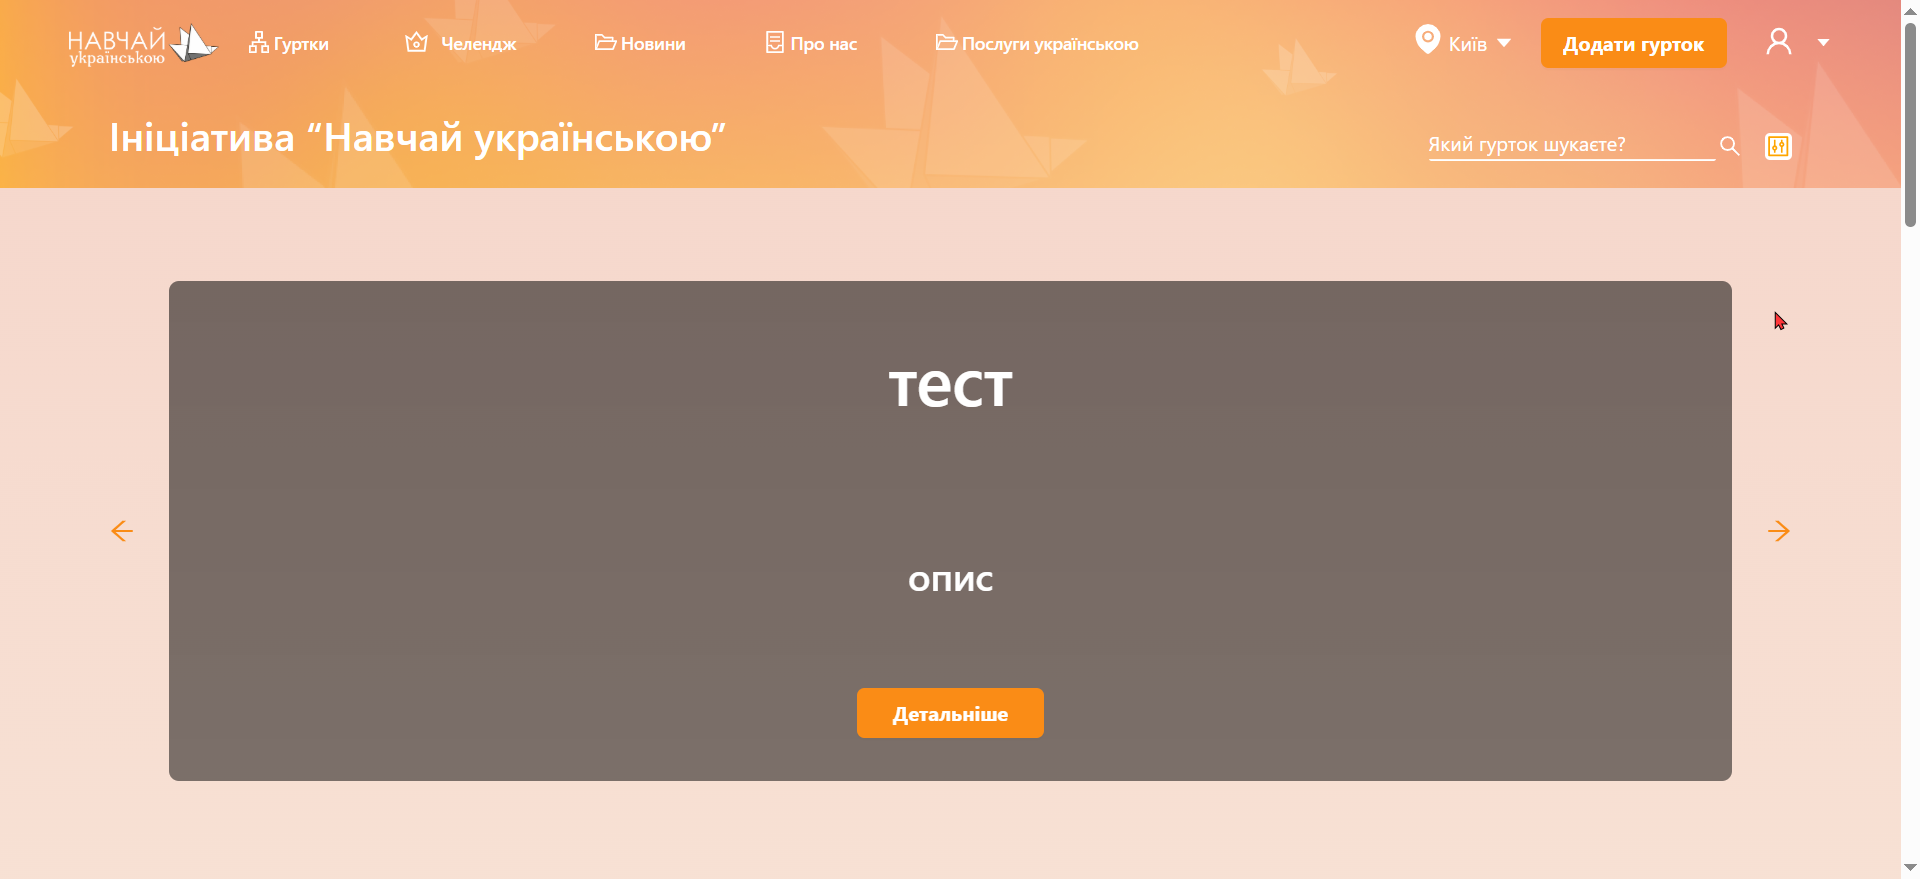 НАВЧАЙ
українською
Гуртки
Челендж
Новини
Про нас
Послуги українською
Київ
Додати гурток
Ініціатива “Навчай українською”
Який гурток шукаєте?
тест
опис
Детальніше